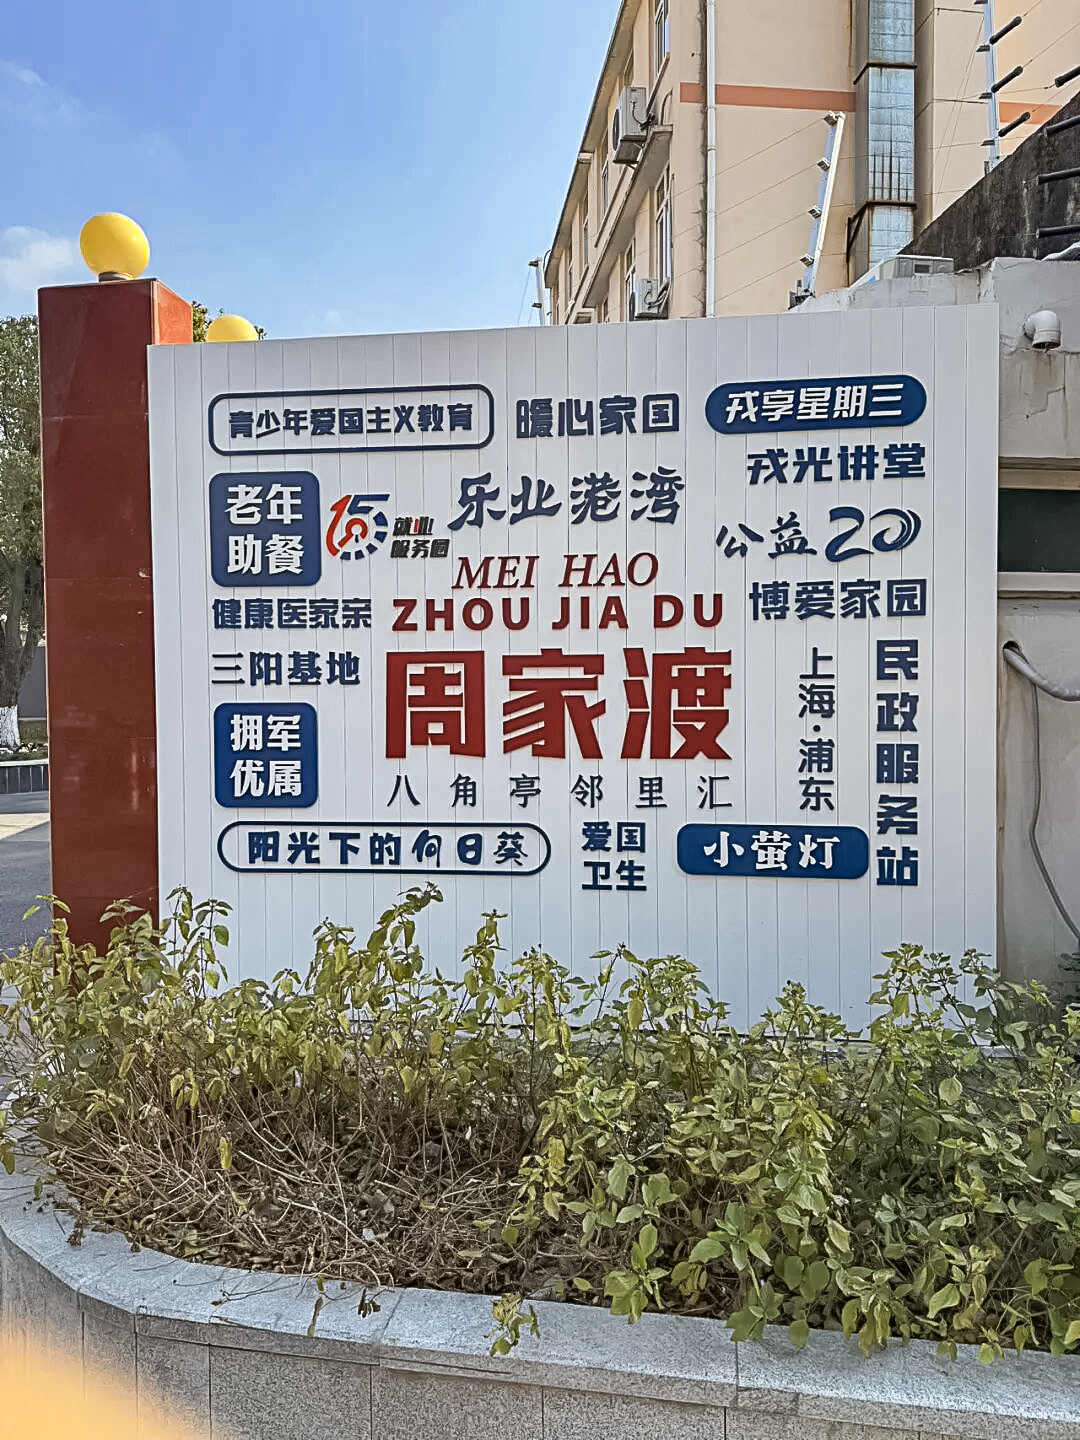 青少年爱国主义教育
暖心家国
戎享星期三
戎光讲堂
老年
助餐
15
就业
服务圈
乐业港湾
公益20
MEI HAO
ZHOU JIA DU
健康医家亲
博爱家园
三阳基地
周家渡
上海·浦东
民政服务站
拥军
优属
八角亭邻里汇
阳光下的向日葵
爱国
卫生
小萤灯